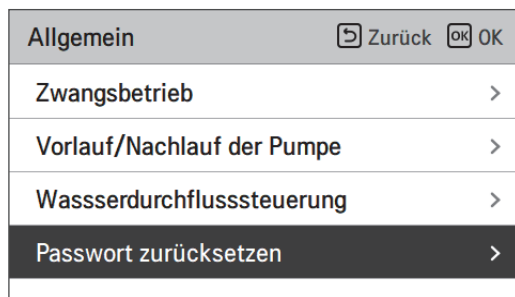 Allgemein Zurück OK OK
Zwangsbetrieb
Vorlauf/Nachlauf der Pumpe
Wassserdurchflusssteuerung
Passwort zurücksetzen